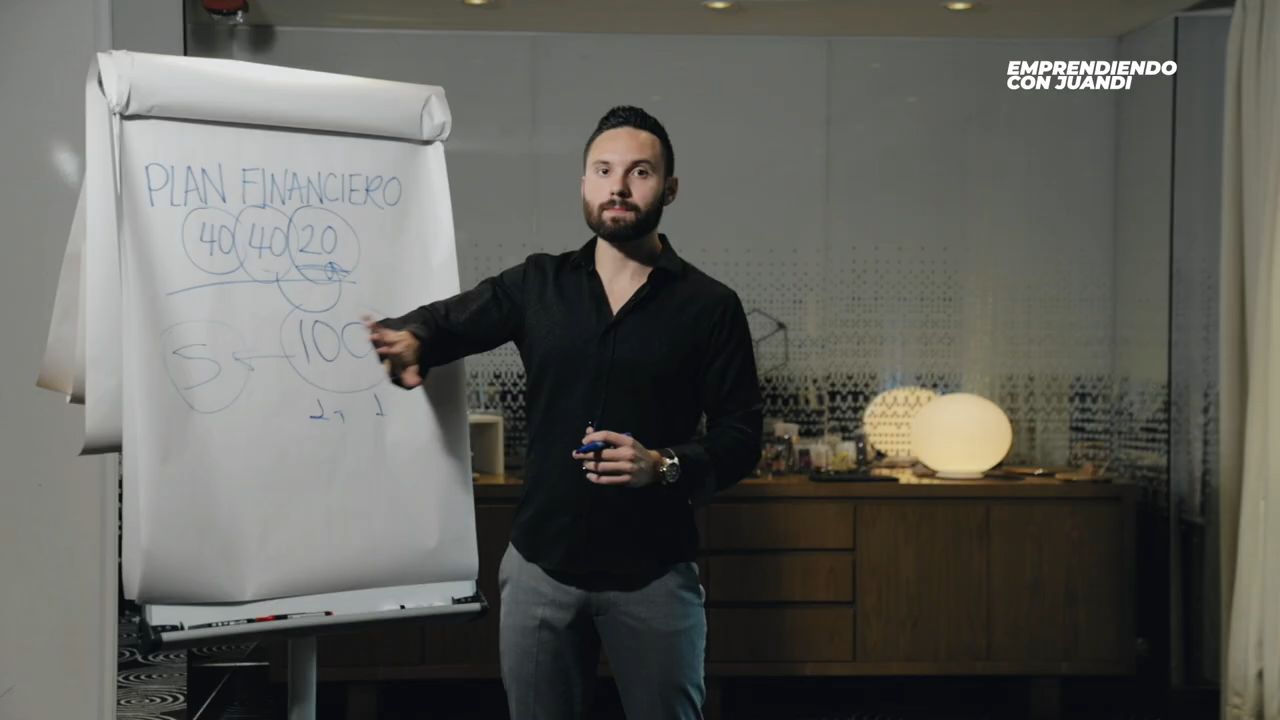 EMPRENDIENDO
CON JUANDI
PLAN FINANCIERO
40 40 20
100
5